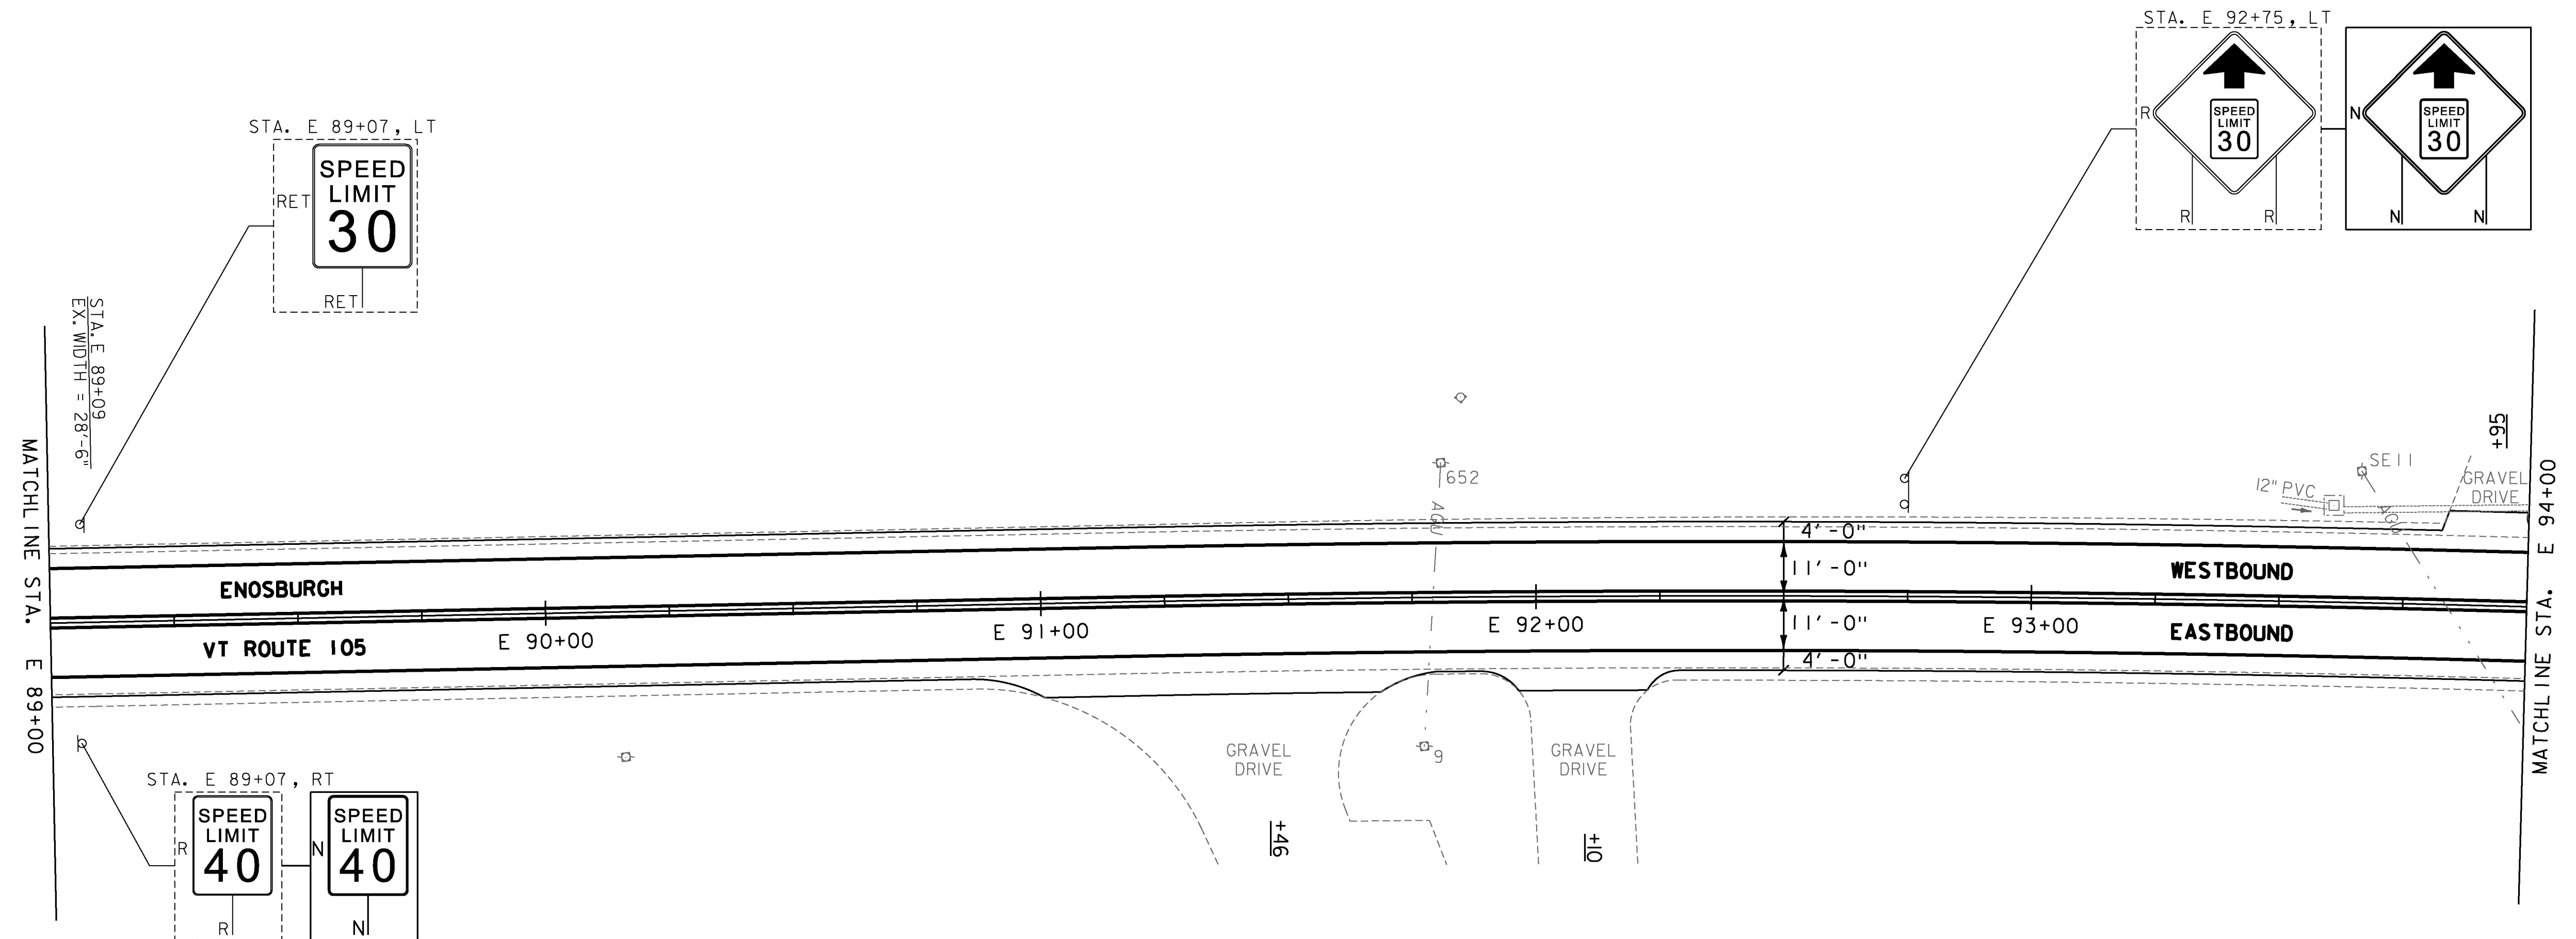 STA. E 92+75, LT
R
SPEED
LIMIT
30
R
R
N
SPEED
LIMIT
30
N
N
STA. E 89+07, LT
RET
SPEED
LIMIT
30
RET
STA. E 89+09
EX. WIDTH = 28'-6"
MATCHLINE STA. E 89+00
652
AGU
+95
SE11
12" PVC
AGU
GRAVEL
DRIVE
MATCHLINE STA. E 94+00
4'-0"
11'-0"
11'-0"
4'-0"
ENOSBURGH
WESTBOUND
VT ROUTE 105
EASTBOUND
E 90+00
E 91+00
E 92+00
E 93+00
GRAVEL
DRIVE
9
GRAVEL
DRIVE
+46
+10
STA. E 89+07, RT
R
SPEED
LIMIT
40
R
N
SPEED
LIMIT
40
N